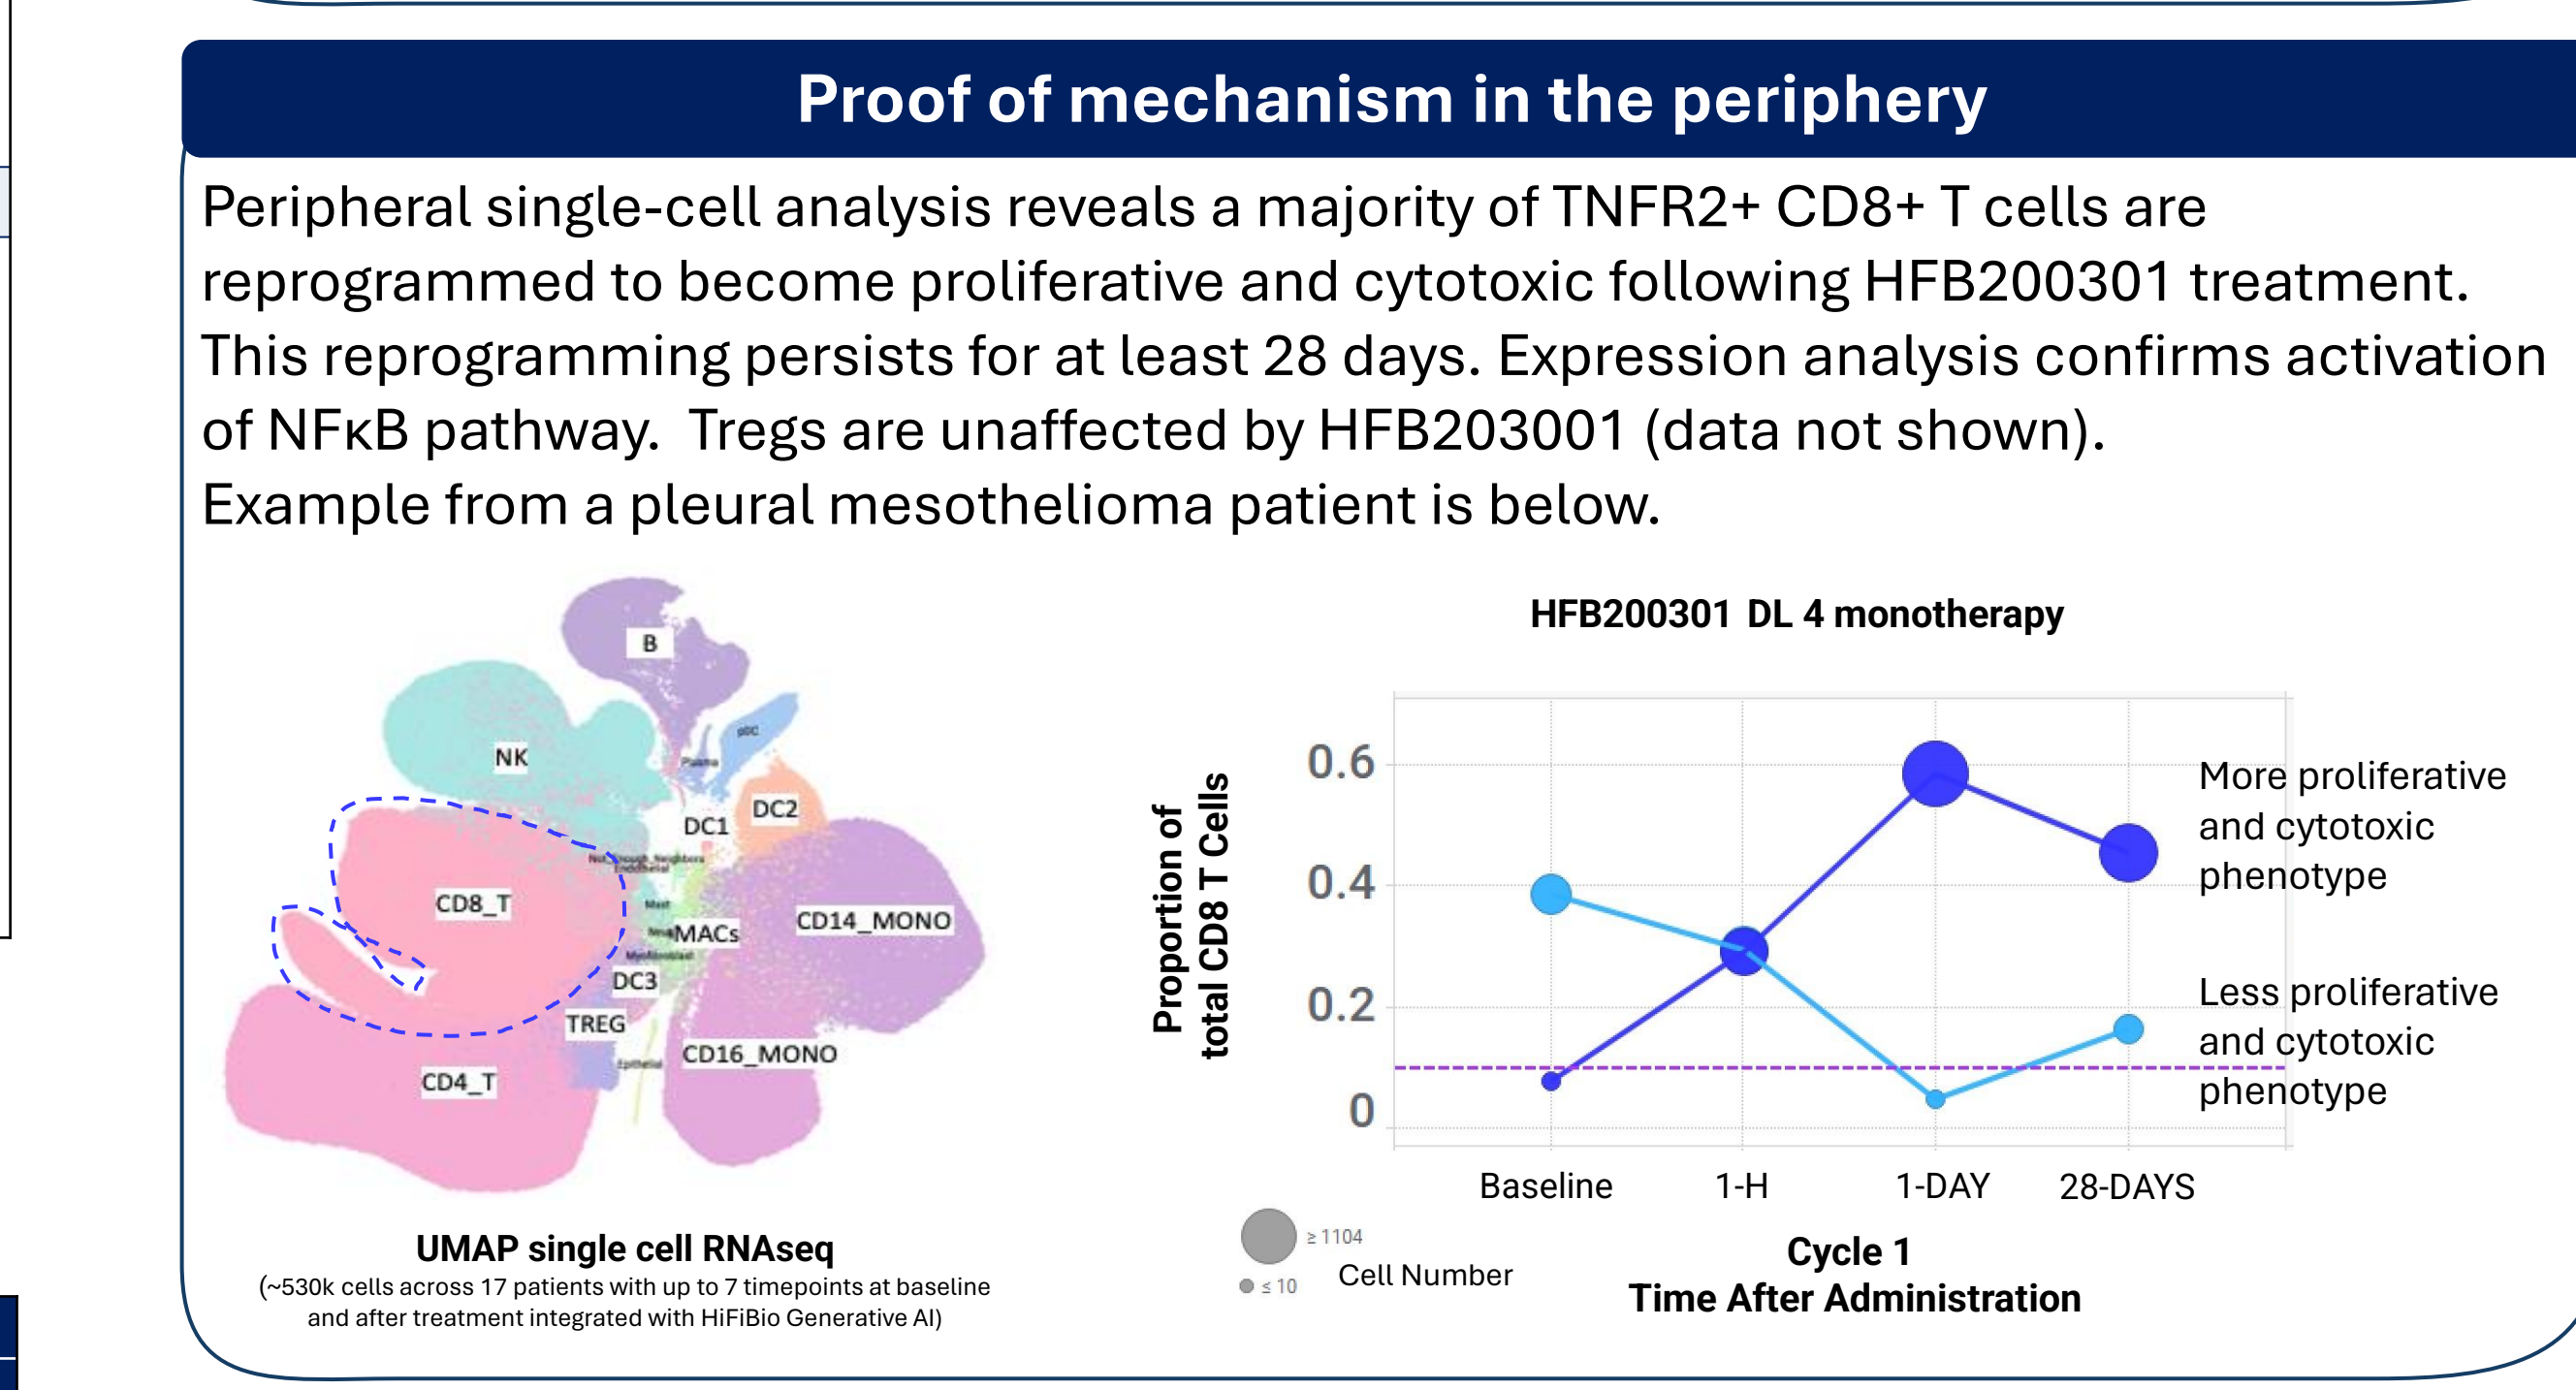 Proof of mechanism in the periphery
Peripheral single-cell analysis reveals a majority of TNFR2+ CD8+ T cells are
reprogrammed to become proliferative and cytotoxic following HFB200301 treatment.
This reprogramming persists for at least 28 days. Expression analysis confirms activation
of NFκB pathway.  Tregs are unaffected by HFB203001 (data not shown).
Example from a pleural mesothelioma patient is below.
B
NK
pDC
Plasma
DC2
DC1
Not_Enough_Neighbors
Endothelial
CD8_T
Mast
MACs
CD14_MONO
Myofibroblast
DC3
TREG
CD16_MONO
Epithelial
CD4_T
UMAP single cell RNAseq
(~530k cells across 17 patients with up to 7 timepoints at baseline
and after treatment integrated with HiFiBio Generative AI)
HFB200301 DL 4 monotherapy
Proportion of
total CD8 T Cells
0.6
0.4
0.2
0
More proliferative
and cytotoxic
phenotype
Less proliferative
and cytotoxic
phenotype
Baseline
1-H
1-DAY
28-DAYS
≥ 1104
≤ 10
Cell Number
Cycle 1
Time After Administration